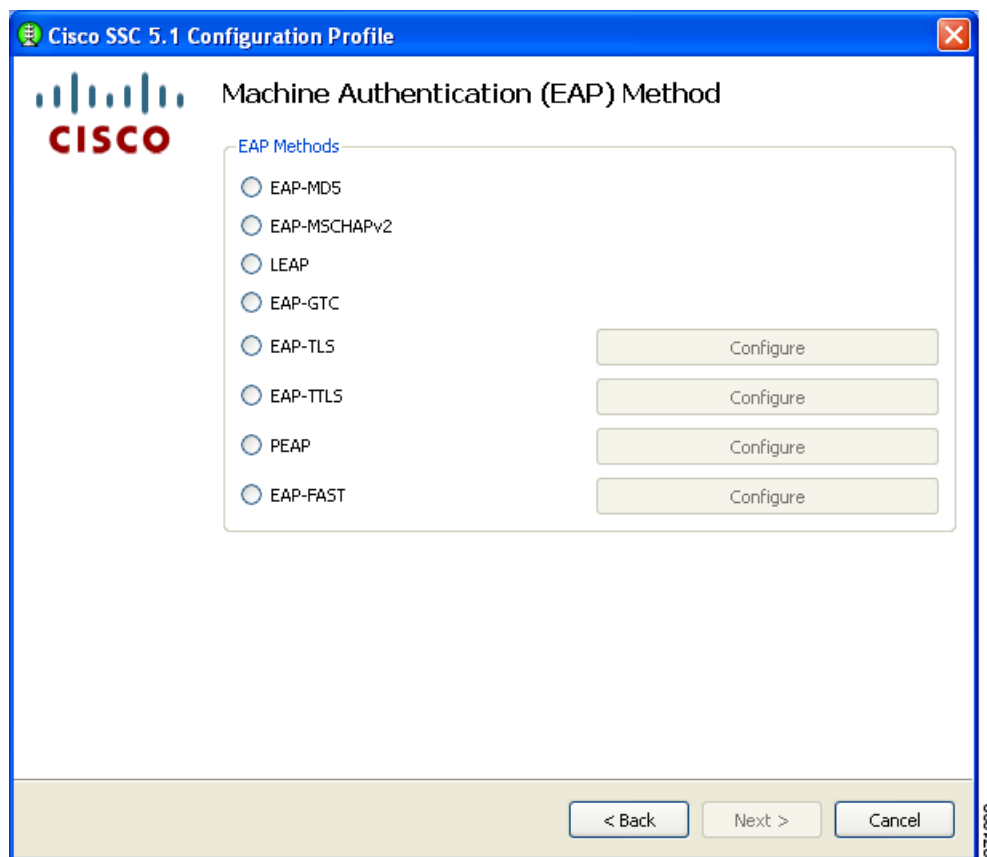 Cisco SSC 5.1 Configuration Profile
CISCO
Machine Authentication (EAP) Method
EAP Methods
EAP-MD5
EAP-MSCHAPv2
LEAP
EAP-GTC
EAP-TLS Configure
EAP-TTLS Configure
PEAP Configure
EAP-FAST Configure
< Back Next > Cancel